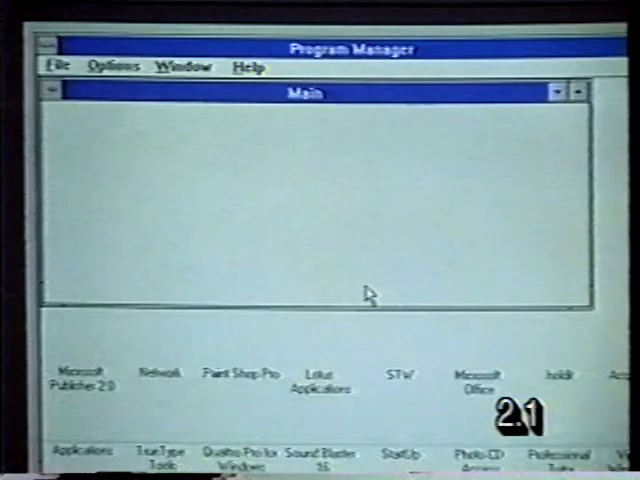 Program Manager
File Options Window Help
Main
Microsoft Publisher 2.0
Network
Paint Shop Pro
Lotus Applications
STW
Microsoft Office
2.1
Applications
TrueType Tools
Quattro Pro for Windows
Sound Blaster 16
StartUp
Photo-CD Access
Professional